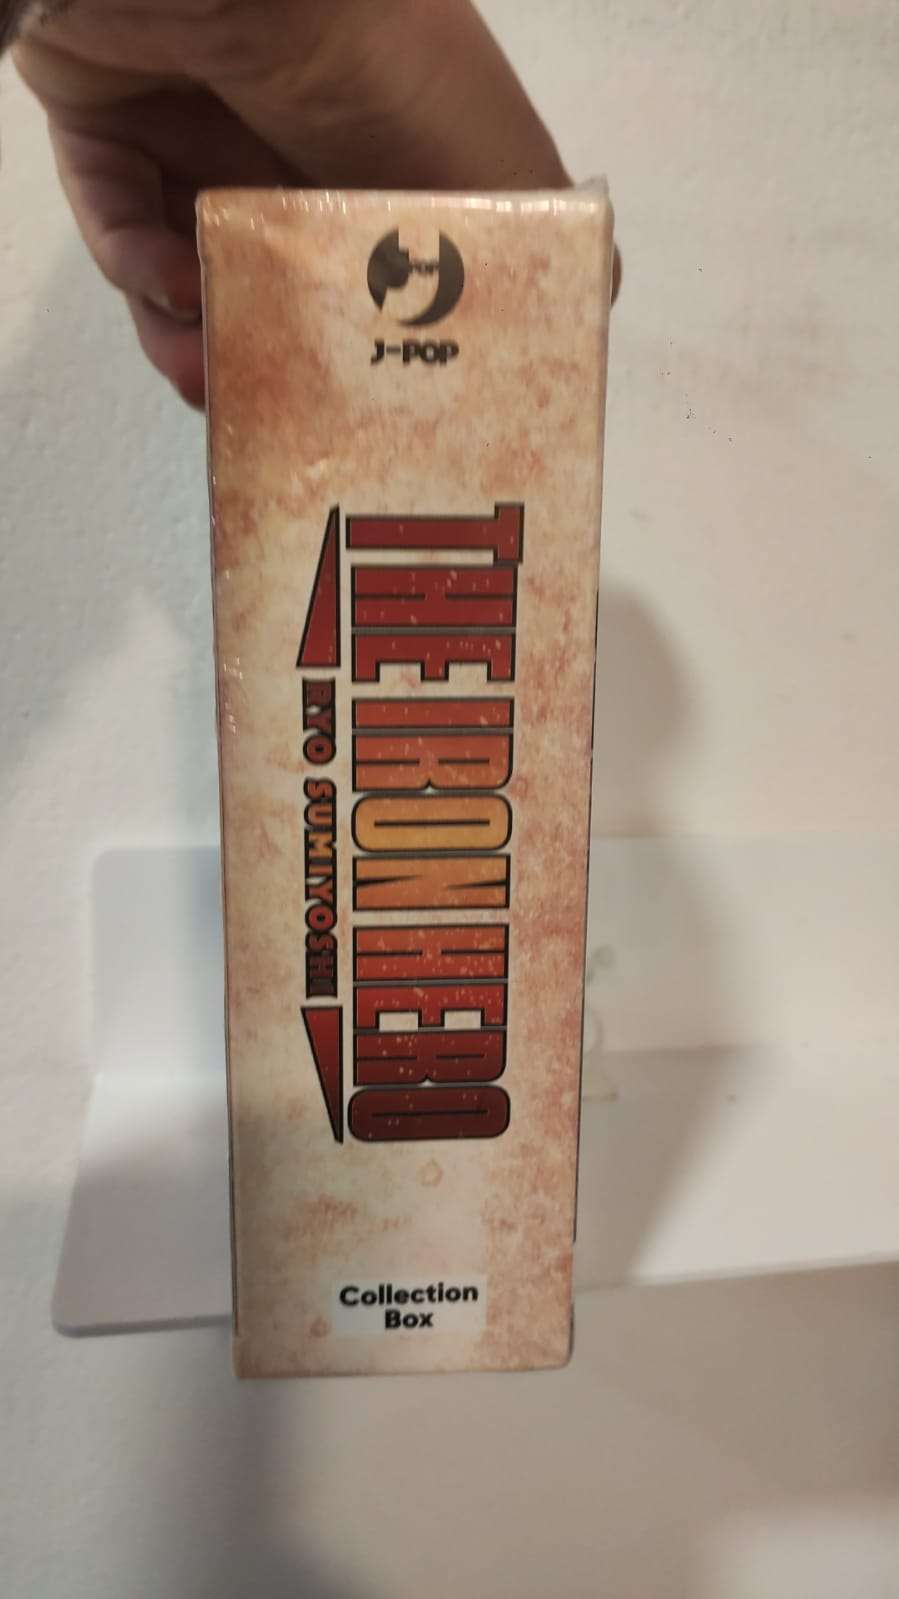 J-POP
THE IRON HERO
RYO SUMIYOSHI
Collection
Box